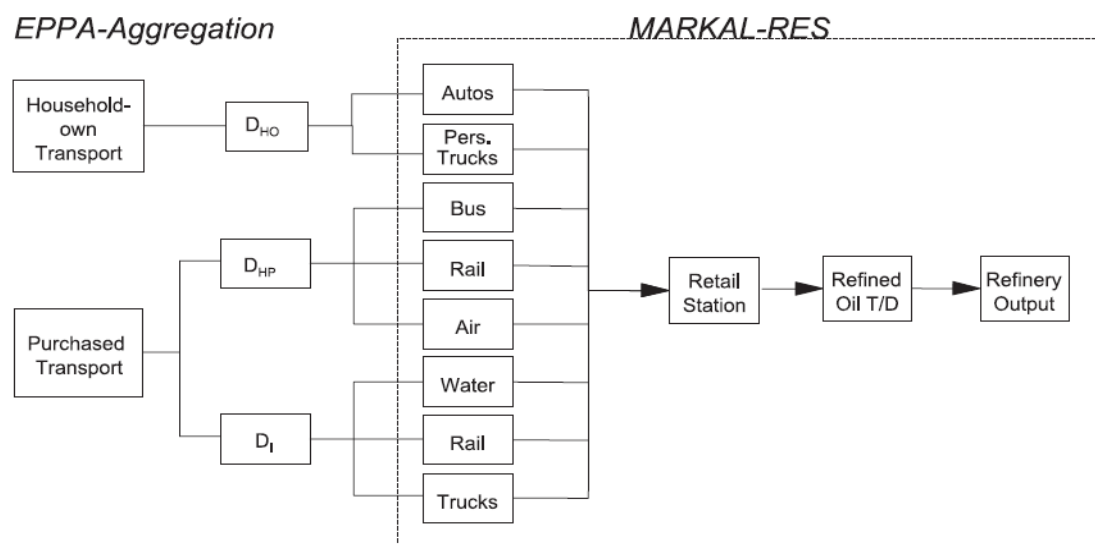 EPPA-Aggregation
MARKAL-RES
Household-
own
Transport
D_HO
Autos
Pers.
Trucks
Bus
D_HP
Rail
Air
Purchased
Transport
Water
D_I
Rail
Trucks
Retail
Station
Refined
Oil T/D
Refinery
Output